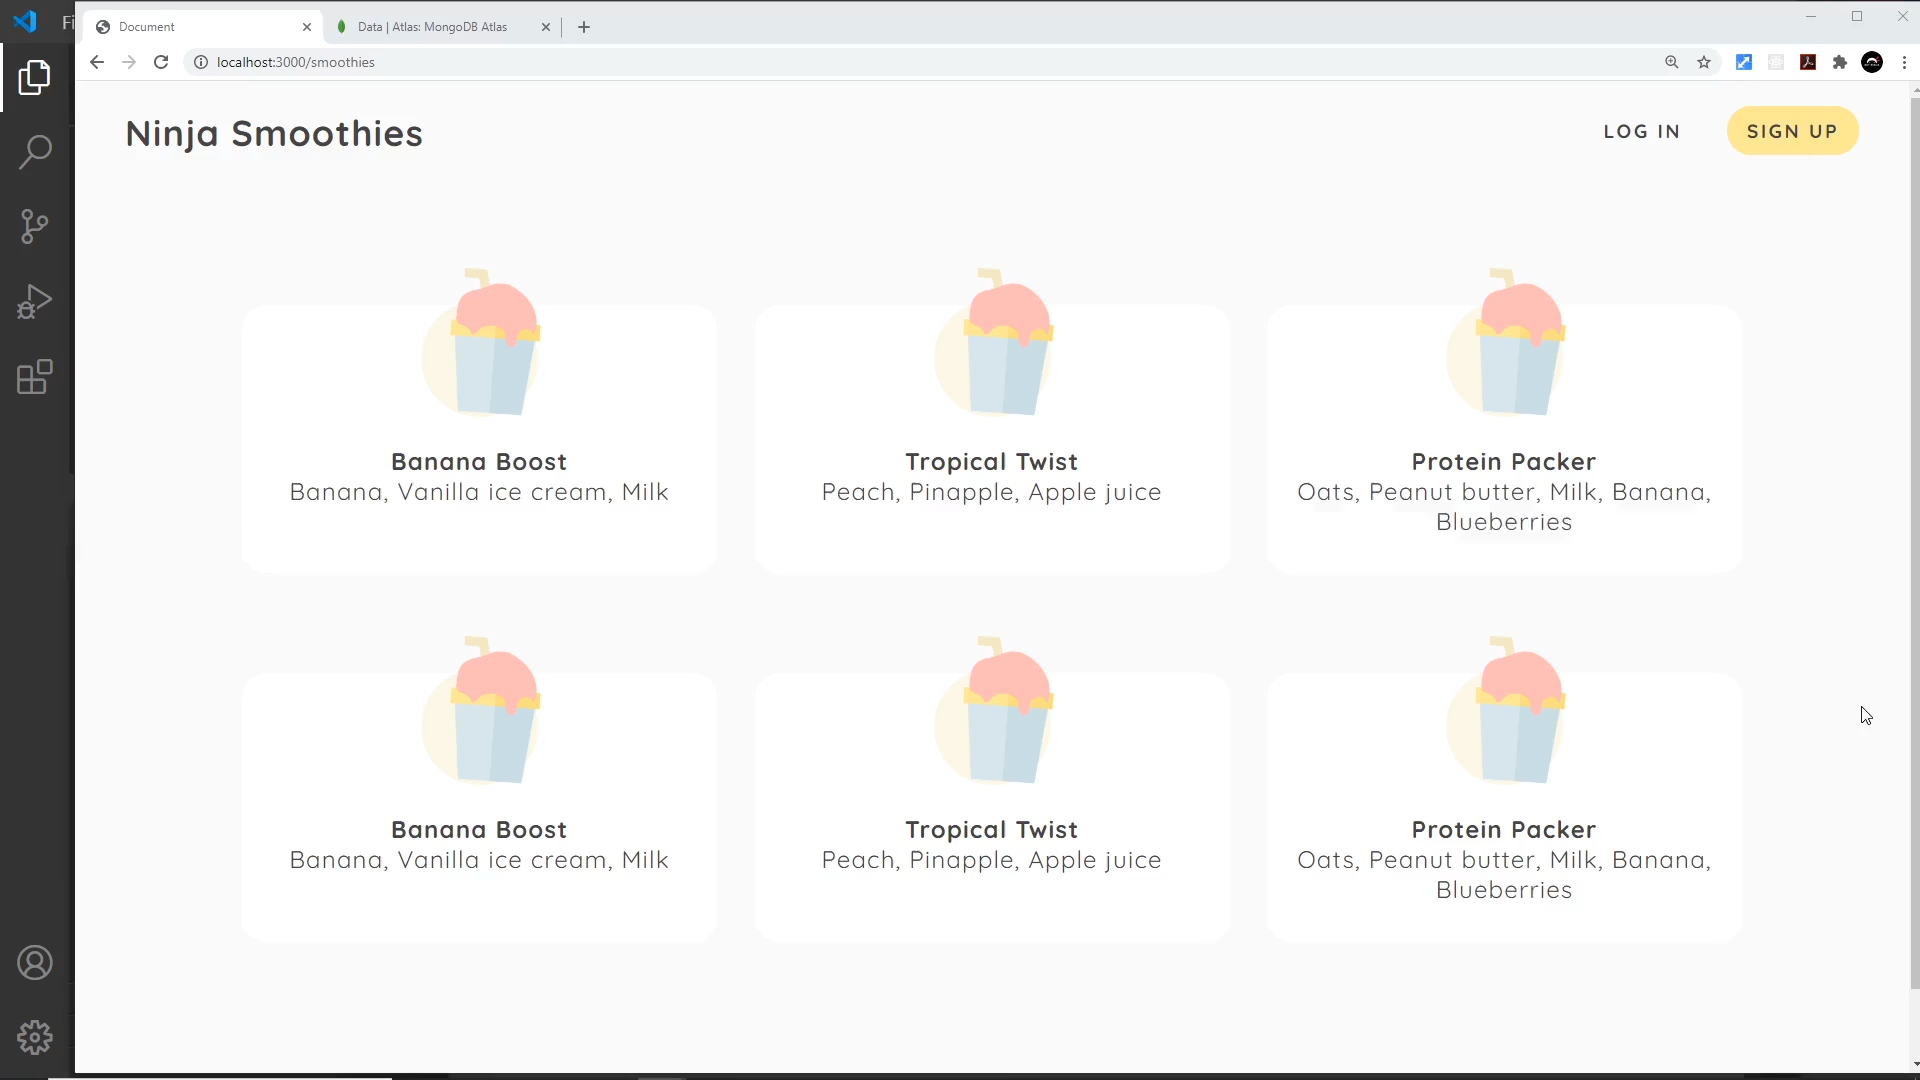 Fi
Document
Data | Atlas: MongoDB Atlas
localhost:3000/smoothies
Ninja Smoothies
LOG IN
SIGN UP
Banana Boost
Banana, Vanilla ice cream, Milk
Tropical Twist
Peach, Pinapple, Apple juice
Protein Packer
Oats, Peanut butter, Milk, Banana,
Blueberries
Banana Boost
Banana, Vanilla ice cream, Milk
Tropical Twist
Peach, Pinapple, Apple juice
Protein Packer
Oats, Peanut butter, Milk, Banana,
Blueberries